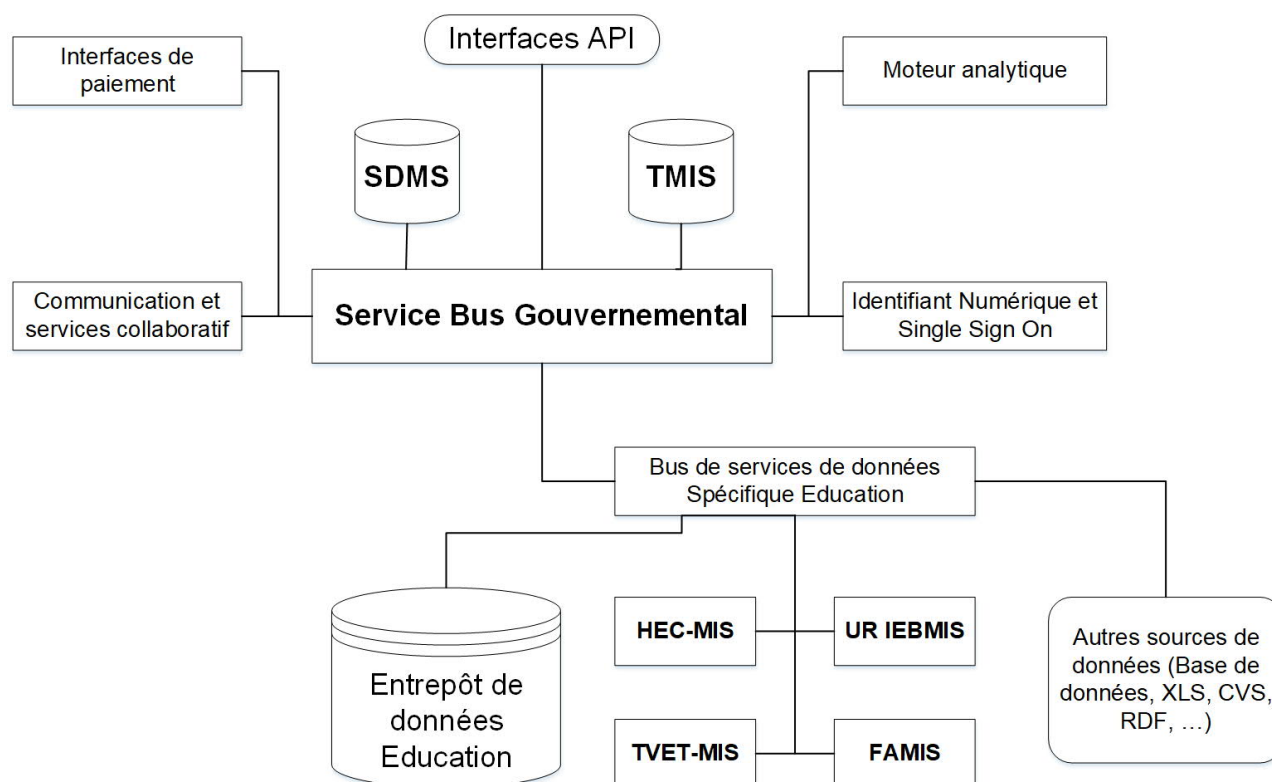 Interfaces de
paiement
Interfaces API
Moteur analytique
SDMS
TMIS
Communication et
services collaboratif
Service Bus Gouvernemental
Identifiant Numérique et
Single Sign On
Bus de services de données
Spécifique Education
Entrepôt de
données
Education
HEC-MIS
UR IEBMIS
TVET-MIS
FAMIS
Autres sources de
données (Base de
données, XLS, CVS,
RDF, …)